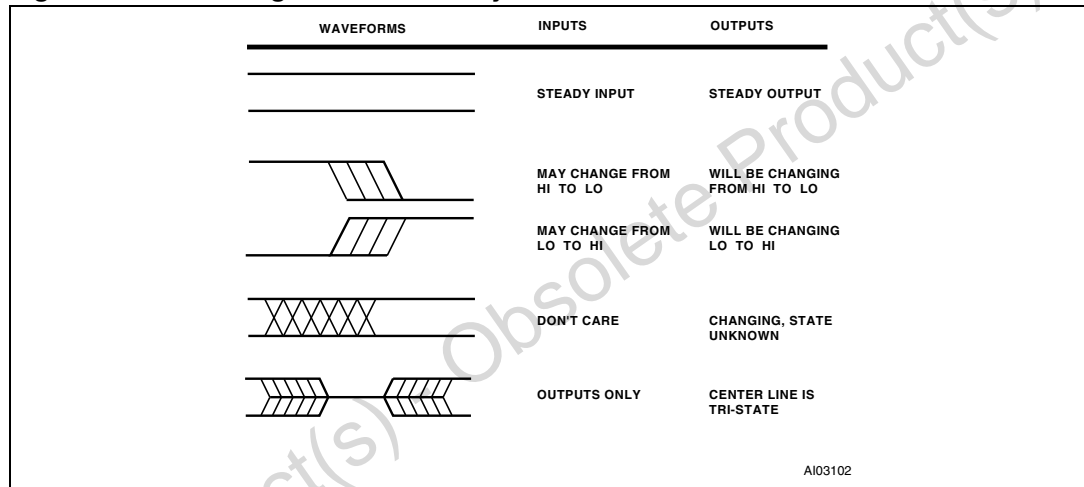 WAVEFORMS INPUTS OUTPUTS
STEADY INPUT STEADY OUTPUT
MAY CHANGE FROM WILL BE CHANGING
HI TO LO FROM HI TO LO
MAY CHANGE FROM WILL BE CHANGING
LO TO HI LO TO HI
DON'T CARE CHANGING, STATE
UNKNOWN
OUTPUTS ONLY CENTER LINE IS
TRI-STATE
AI03102
ct(s) - Obsolete Product(s)